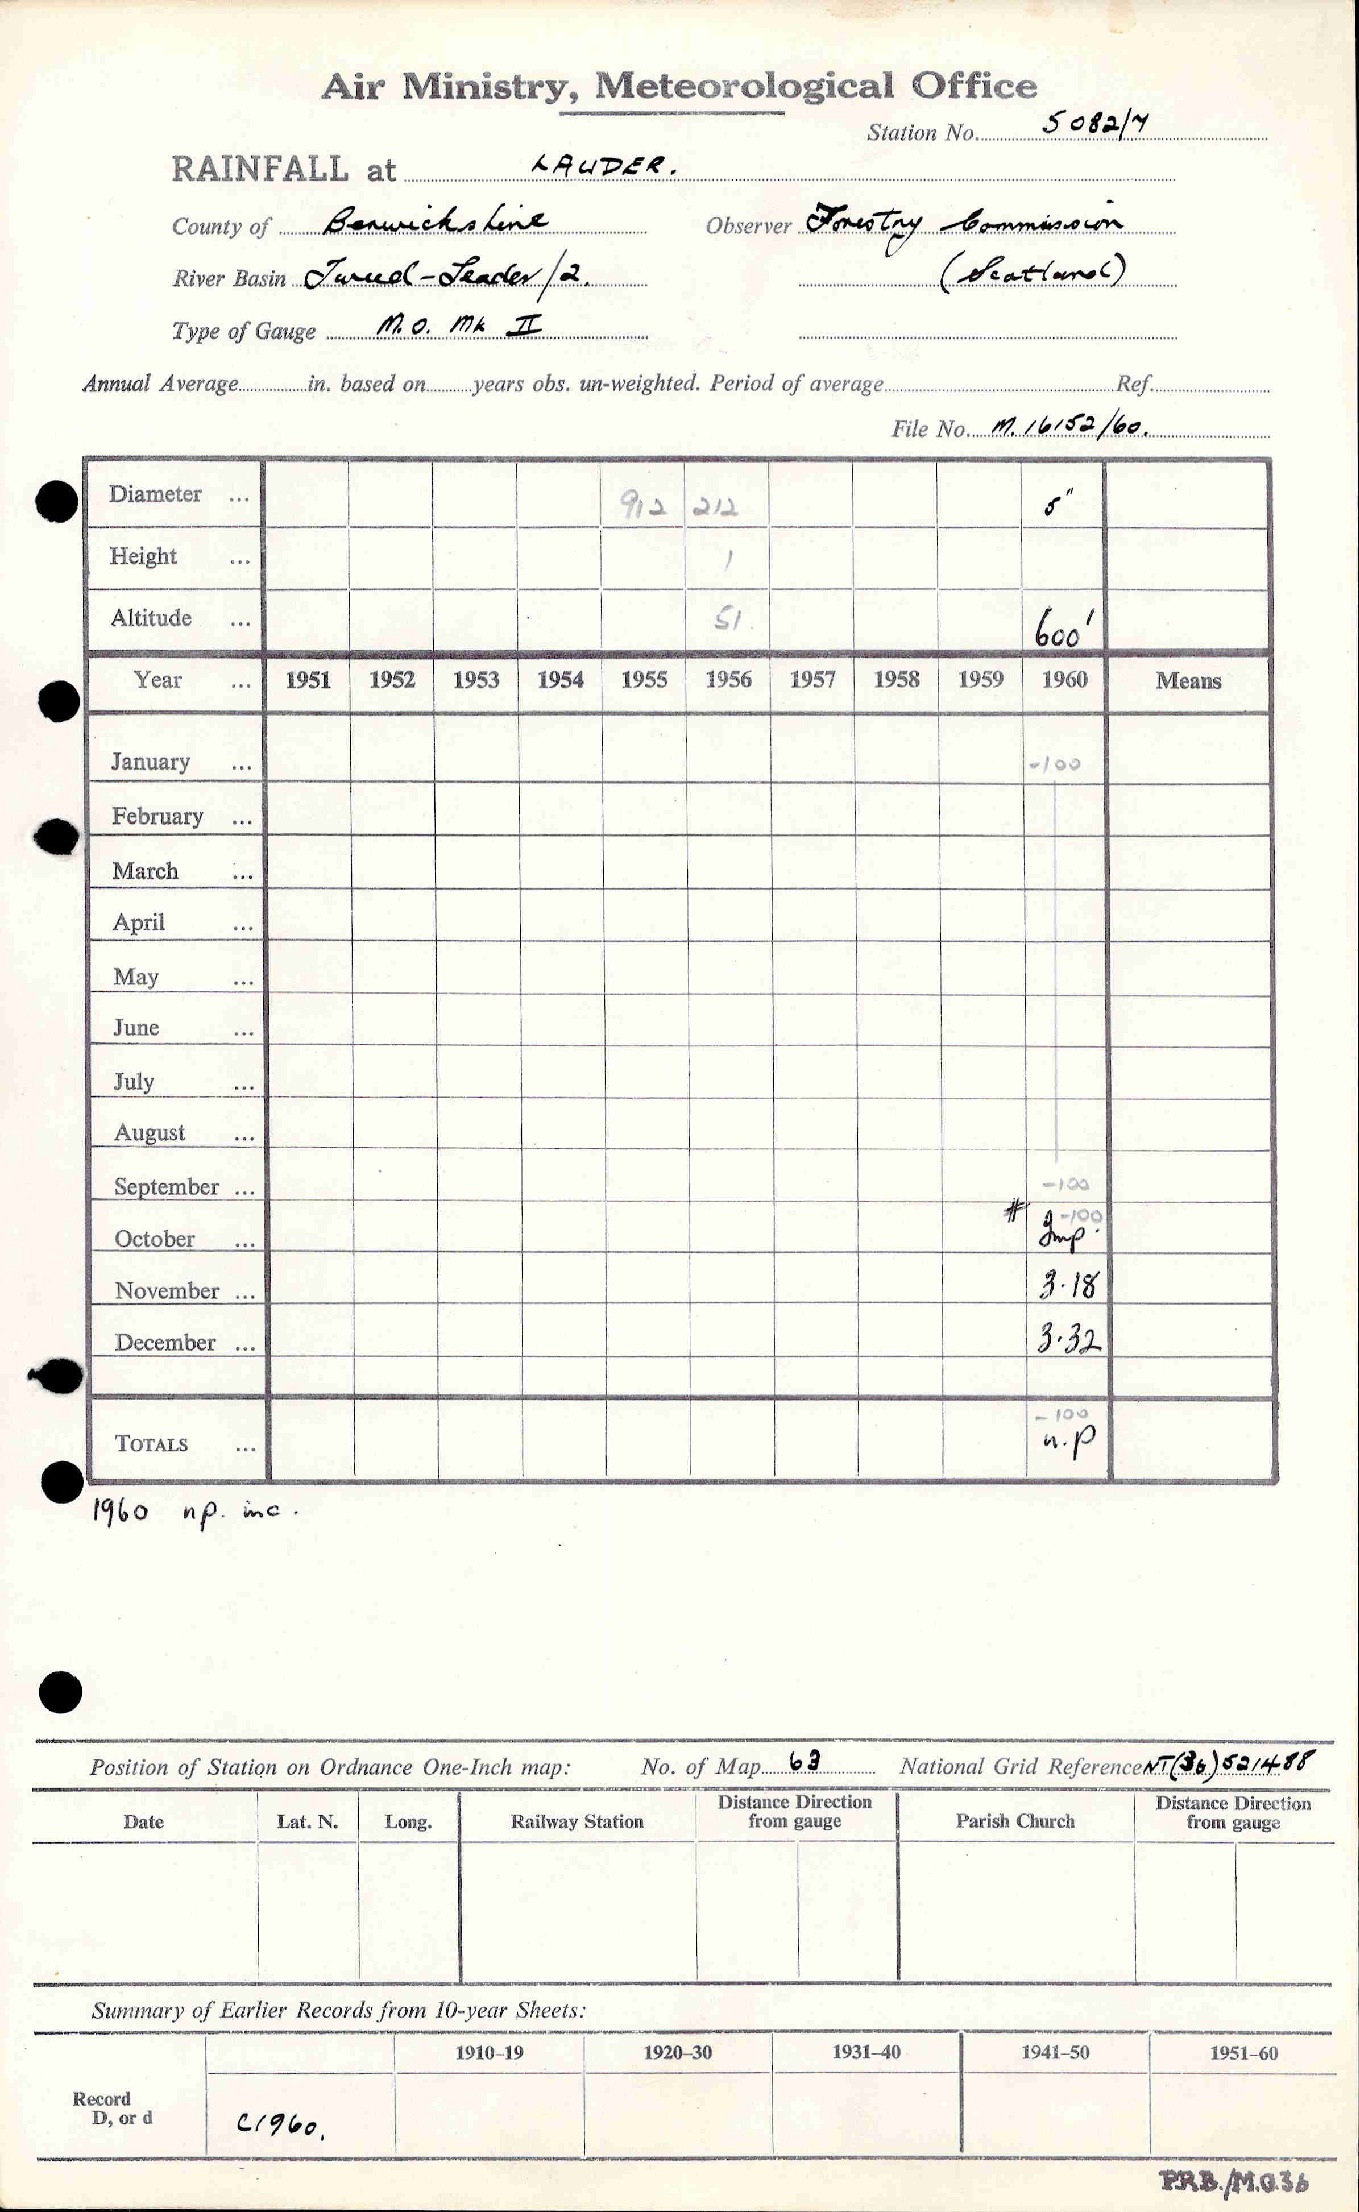 Air Ministry, Meteorological Office
Station No. 5082/7
RAINFALL at LAUDER.
County of Berwickshire Observer Forestry Commission
River Basin Tweed-Leader/2. (Scotland)
Type of Gauge M.O. Mk II
Annual Average in. based on years obs. un-weighted. Period of average Ref.
File No. M.16152/60.
Diameter ... 912 212 5"
Height ... 1
Altitude ... 51. 600'
Year ... 1951 1952 1953 1954 1955 1956 1957 1958 1959 1960 Means
January ... -100
February ...
March ...
April ...
May ...
June ...
July ...
August ...
September ... -100
# -100
October ... Imp.
November ... 3.18
December ... 3.32
-100
TOTALS ... n.p
1960 np. inc.
Position of Station on Ordnance One-Inch map: No. of Map 63 National Grid Reference NT(36)521488
Date Lat. N. Long. Railway Station Distance Direction from gauge Parish Church Distance Direction from gauge
Summary of Earlier Records from 10-year Sheets:
1910–19 1920–30 1931–40 1941–50 1951–60
Record
D, or d C1960.
P.R.B./M.O.36